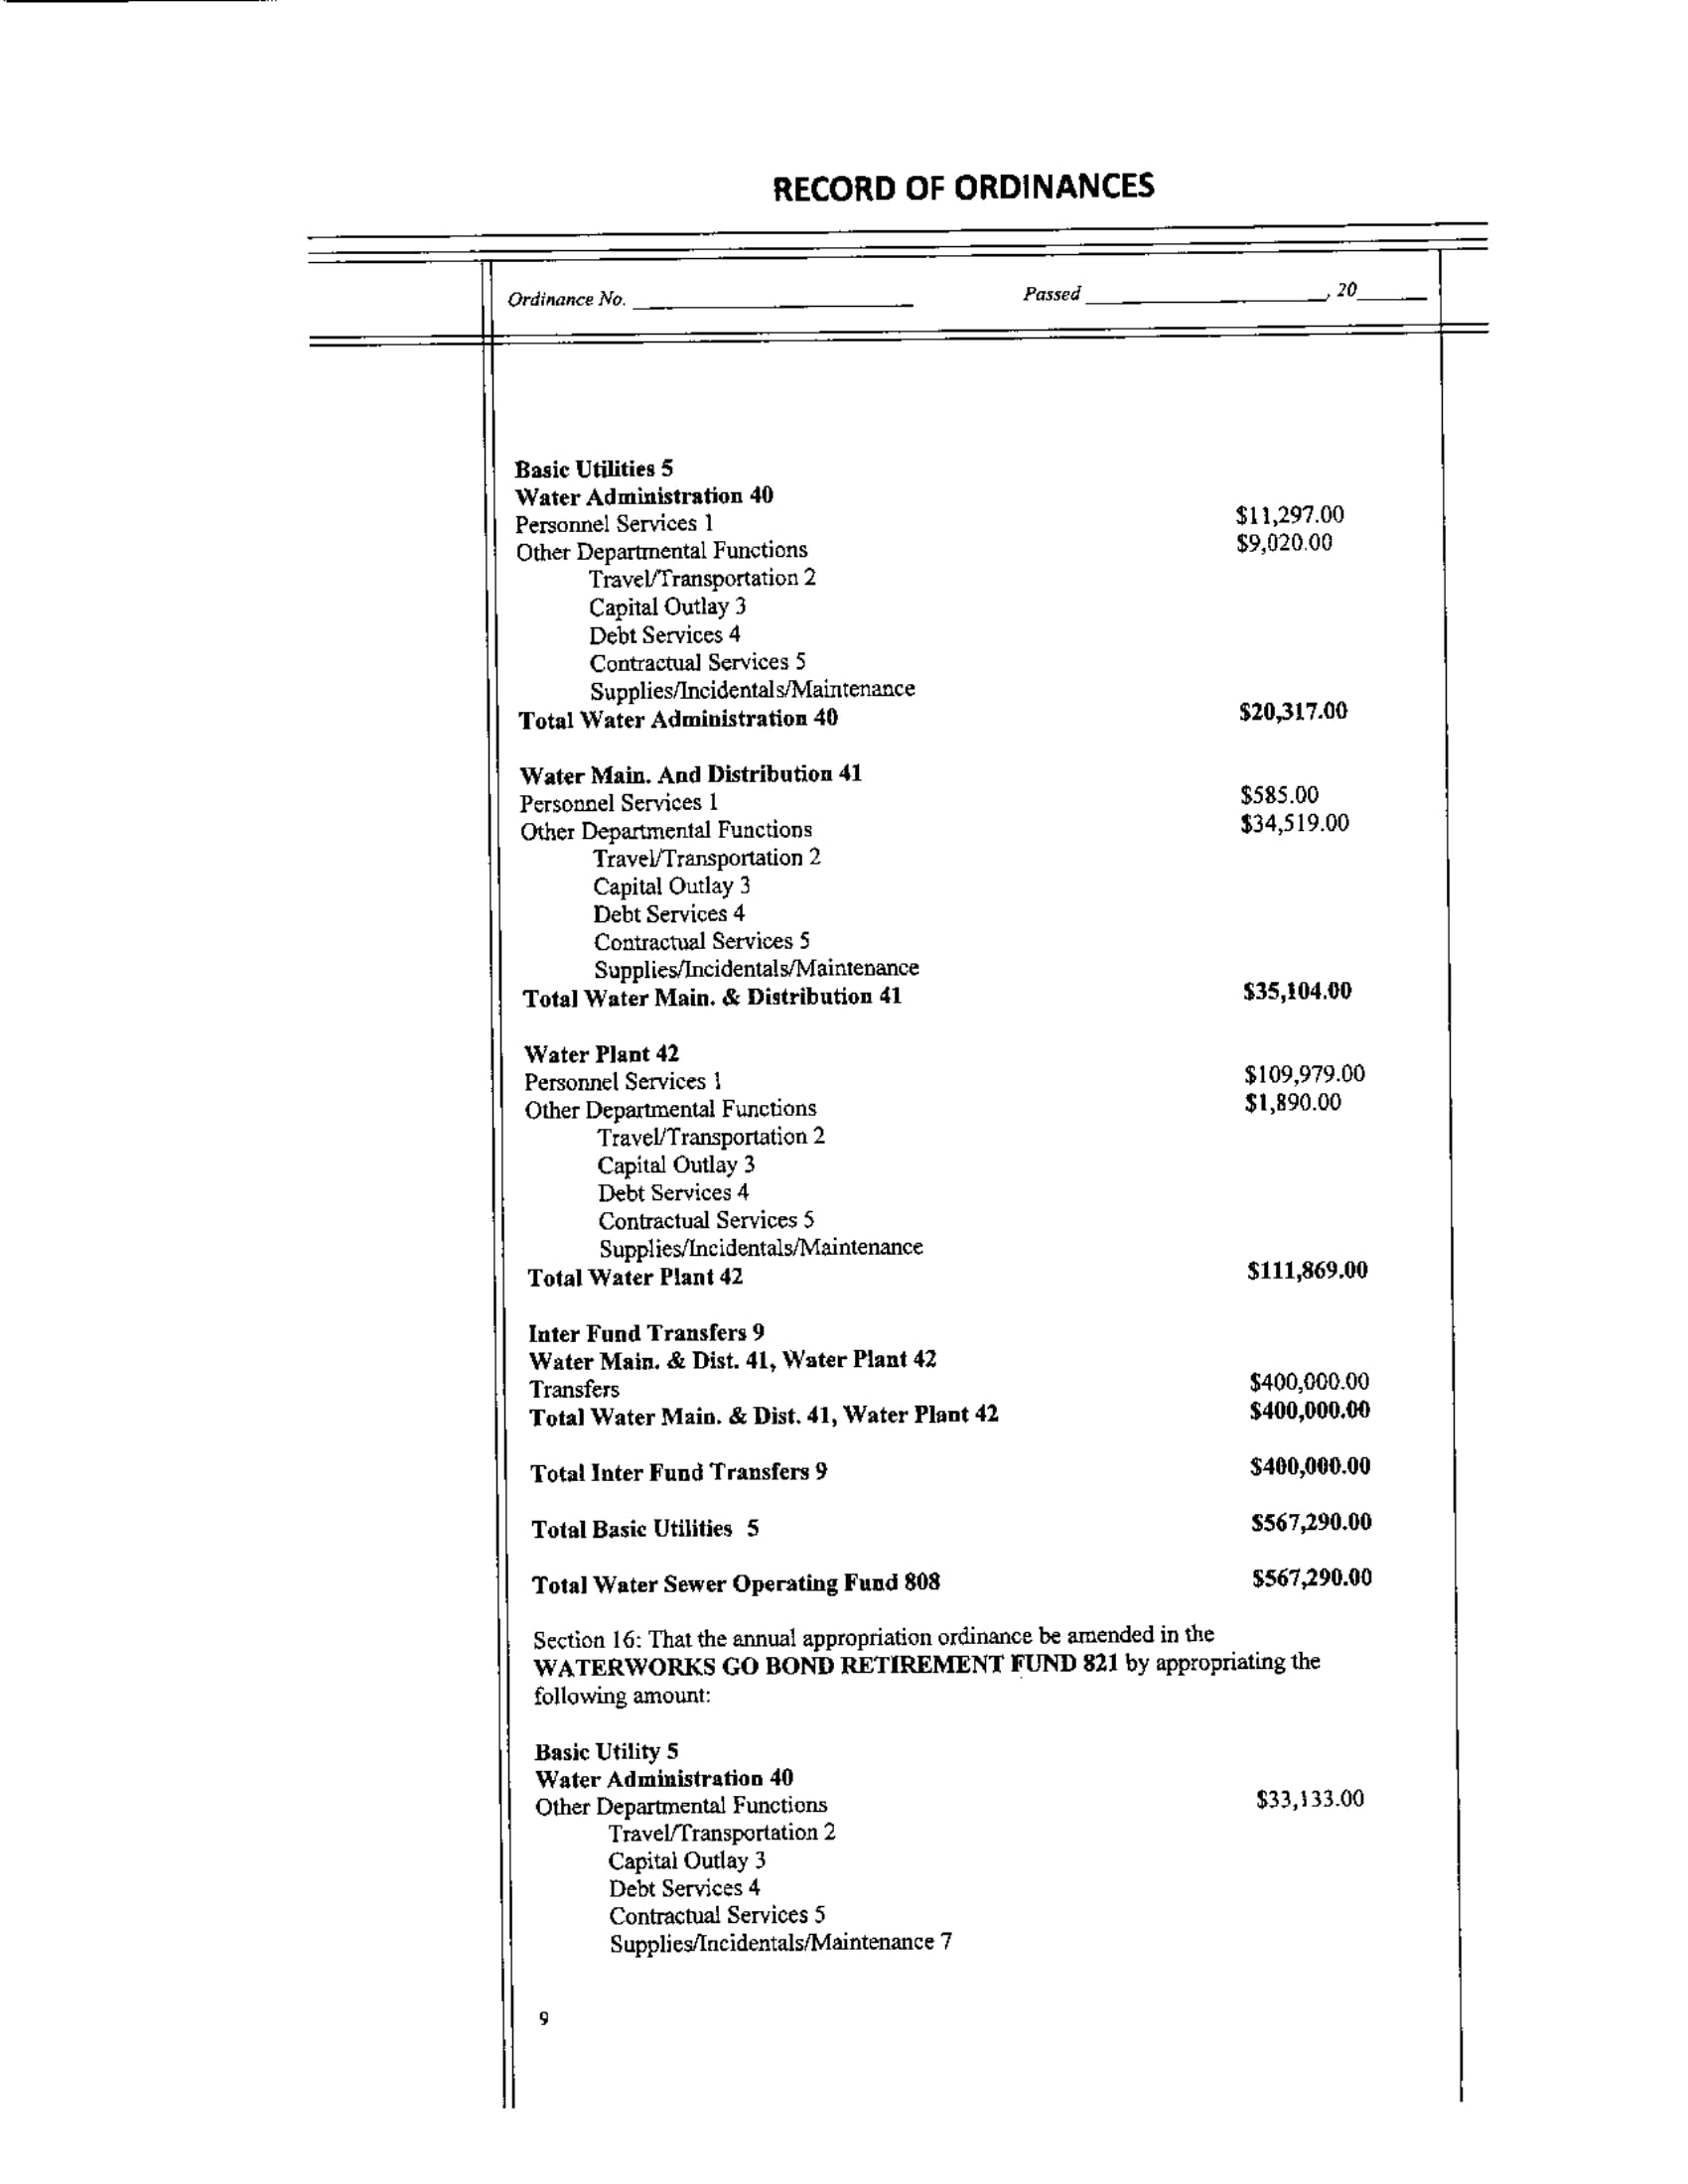 RECORD OF ORDINANCES
Ordinance No. Passed , 20
Basic Utilities 5
Water Administration 40
Personnel Services 1 $11,297.00
Other Departmental Functions $9,020.00
Travel/Transportation 2
Capital Outlay 3
Debt Services 4
Contractual Services 5
Supplies/Incidentals/Maintenance
Total Water Administration 40 $20,317.00
Water Main. And Distribution 41
Personnel Services 1 $585.00
Other Departmental Functions $34,519.00
Travel/Transportation 2
Capital Outlay 3
Debt Services 4
Contractual Services 5
Supplies/Incidentals/Maintenance
Total Water Main. & Distribution 41 $35,104.00
Water Plant 42
Personnel Services 1 $109,979.00
Other Departmental Functions $1,890.00
Travel/Transportation 2
Capital Outlay 3
Debt Services 4
Contractual Services 5
Supplies/Incidentals/Maintenance
Total Water Plant 42 $111,869.00
Inter Fund Transfers 9
Water Main. & Dist. 41, Water Plant 42
Transfers $400,000.00
Total Water Main. & Dist. 41, Water Plant 42 $400,000.00
Total Inter Fund Transfers 9 $400,000.00
Total Basic Utilities 5 $567,290.00
Total Water Sewer Operating Fund 808 $567,290.00
Section 16: That the annual appropriation ordinance be amended in the
WATERWORKS GO BOND RETIREMENT FUND 821 by appropriating the
following amount:
Basic Utility 5
Water Administration 40
Other Departmental Functions $33,133.00
Travel/Transportation 2
Capital Outlay 3
Debt Services 4
Contractual Services 5
Supplies/Incidentals/Maintenance 7
9